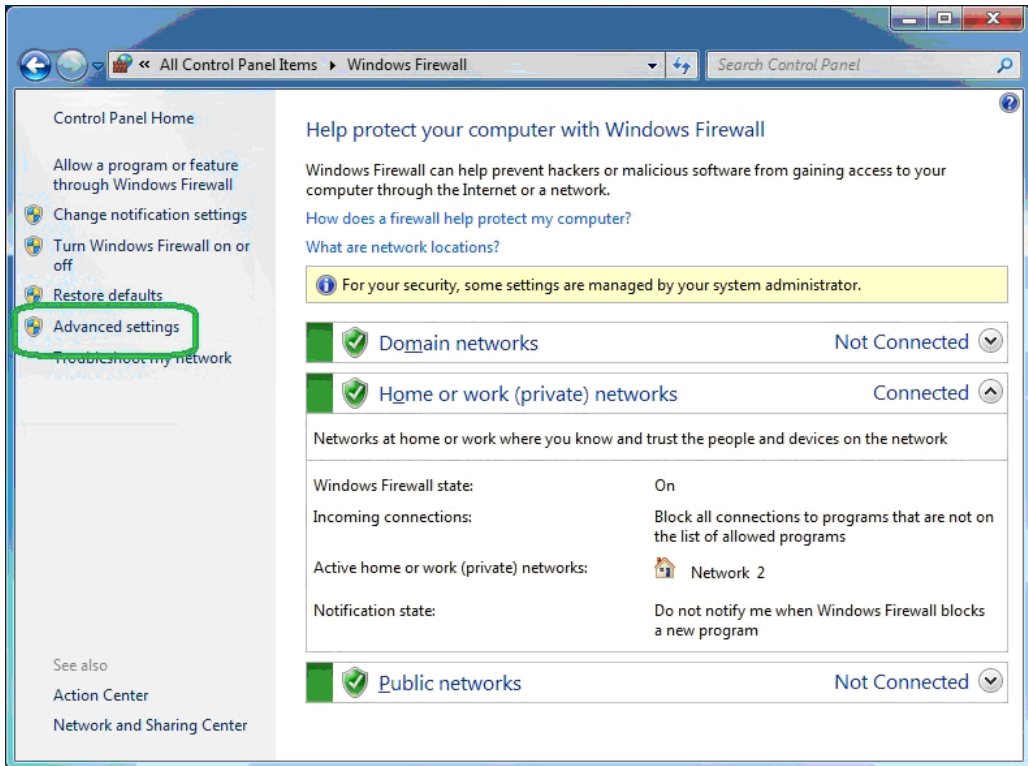 « All Control Panel Items ▸ Windows Firewall
Search Control Panel
Control Panel Home
Allow a program or feature
through Windows Firewall
Change notification settings
Turn Windows Firewall on or
off
Restore defaults
Advanced settings
Troubleshoot my network
See also
Action Center
Network and Sharing Center
Help protect your computer with Windows Firewall
Windows Firewall can help prevent hackers or malicious software from gaining access to your
computer through the Internet or a network.
How does a firewall help protect my computer?
What are network locations?
For your security, some settings are managed by your system administrator.
Domain networks Not Connected
Home or work (private) networks Connected
Networks at home or work where you know and trust the people and devices on the network
Windows Firewall state: On
Incoming connections: Block all connections to programs that are not on
the list of allowed programs
Active home or work (private) networks: Network 2
Notification state: Do not notify me when Windows Firewall blocks
a new program
Public networks Not Connected